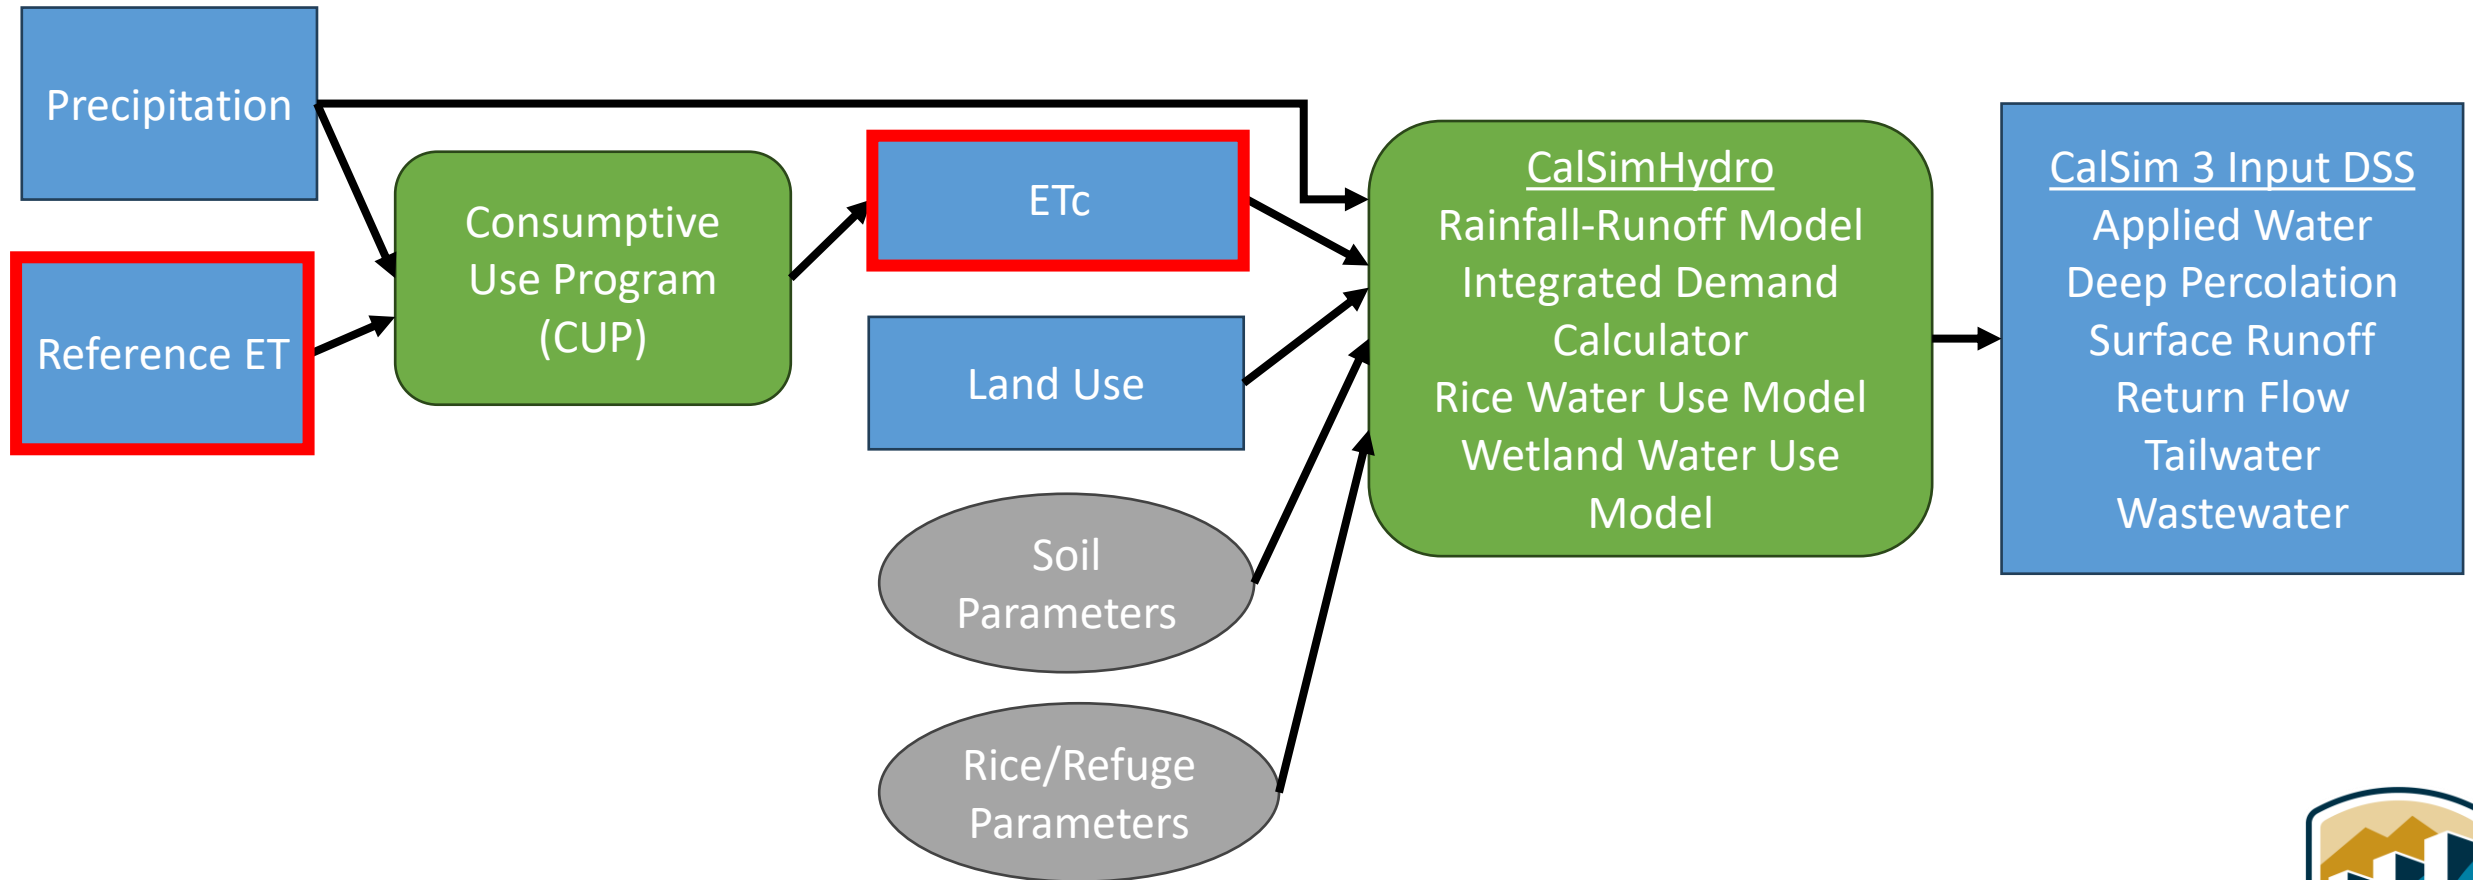 Precipitation
Reference ET
Consumptive
Use Program
(CUP)
ETc
Land Use
Soil
Parameters
Rice/Refuge
Parameters
CalSimHydro
Rainfall-Runoff Model
Integrated Demand
Calculator
Rice Water Use Model
Wetland Water Use
Model
CalSim 3 Input DSS
Applied Water
Deep Percolation
Surface Runoff
Return Flow
Tailwater
Wastewater